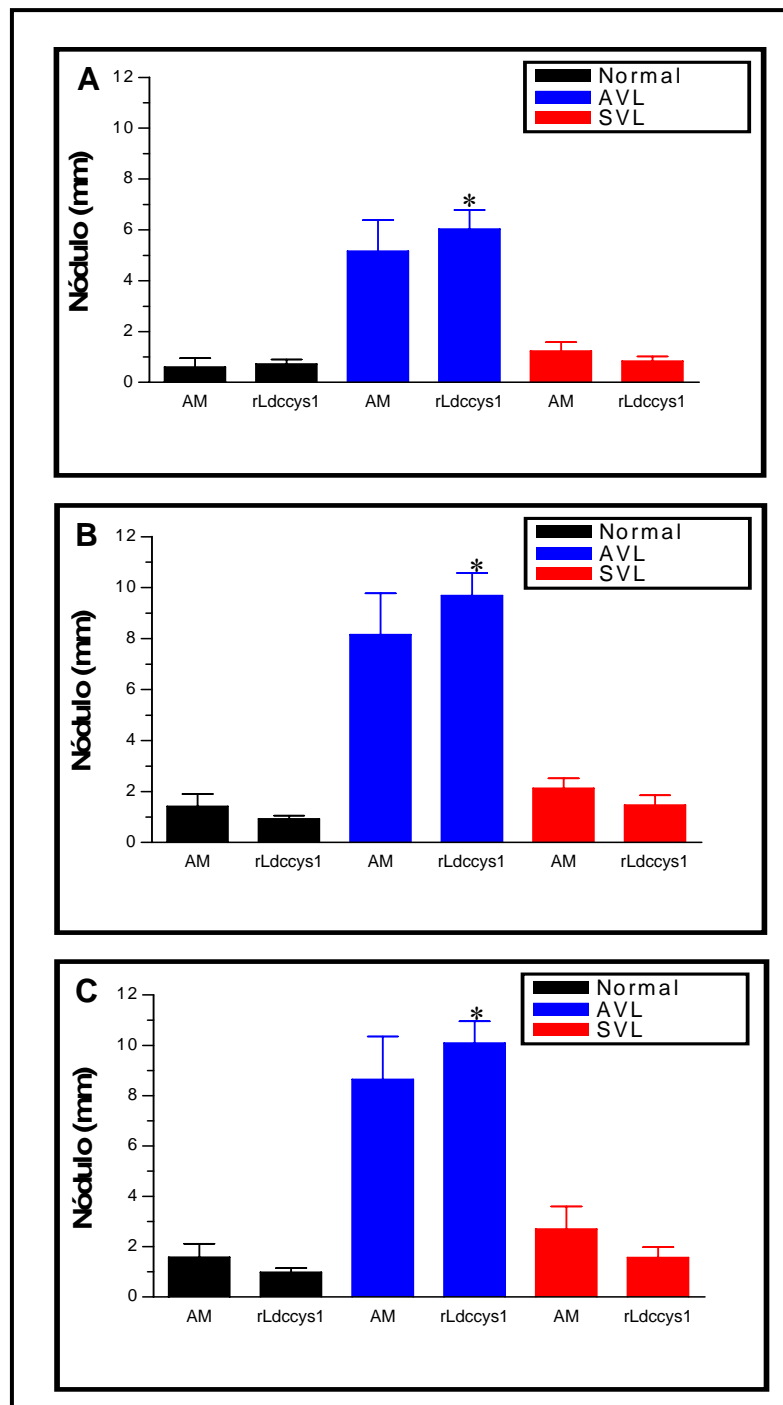 A
12
10
8
6
4
2
0
Nódulo (mm)
Normal
AVL
SVL
*
AM
rLdccys1
AM
rLdccys1
AM
rLdccys1
B
12
10
8
6
4
2
0
Nódulo (mm)
Normal
AVL
SVL
*
AM
rLdccys1
AM
rLdccys1
AM
rLdccys1
C
12
10
8
6
4
2
0
Nódulo (mm)
Normal
AVL
SVL
*
AM
rLdccys1
AM
rLdccys1
AM
rLdccys1